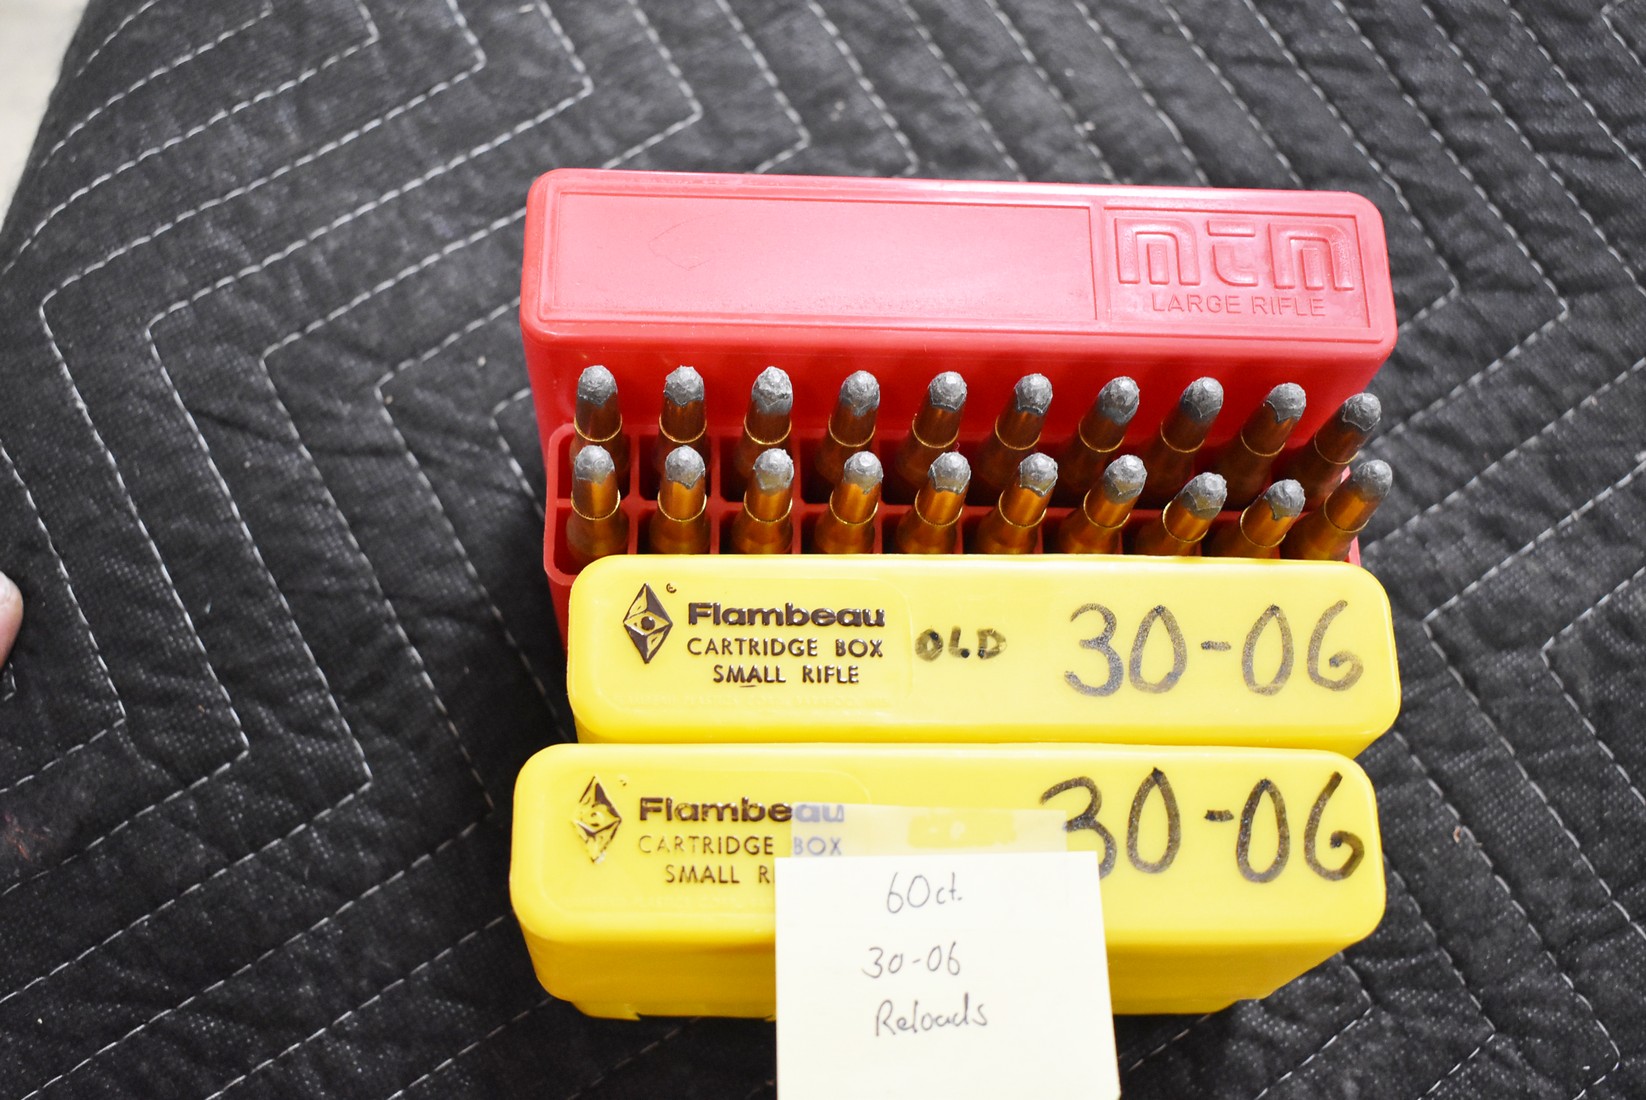 mtm
LARGE RIFLE
Flambeau
CARTRIDGE BOX
SMALL RIFLE
OLD
30-06
Flambeau
CARTRIDGE BOX
SMALL RI
30-06
60ct.
30-06
Reloads